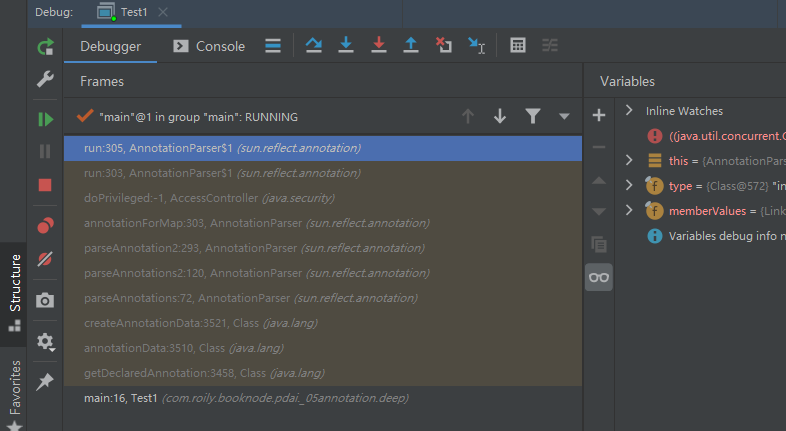 Debug: Test1
Debugger Console
Frames
"main"@1 in group "main": RUNNING
run:305, AnnotationParser$1 (sun.reflect.annotation)
run:303, AnnotationParser$1 (sun.reflect.annotation)
doPrivileged:-1, AccessController (java.security)
annotationForMap:303, AnnotationParser (sun.reflect.annotation)
parseAnnotation2:293, AnnotationParser (sun.reflect.annotation)
parseAnnotations2:120, AnnotationParser (sun.reflect.annotation)
parseAnnotations:72, AnnotationParser (sun.reflect.annotation)
createAnnotationData:3521, Class (java.lang)
annotationData:3510, Class (java.lang)
getDeclaredAnnotation:3458, Class (java.lang)
main:16, Test1 (com.roily.booknode.pdai._05annotation.deep)
Variables
Inline Watches
((java.util.concurrent.C
this = {AnnotationPars
type = {Class@572} "in
memberValues = {Link
Variables debug info n
Structure
Favorites